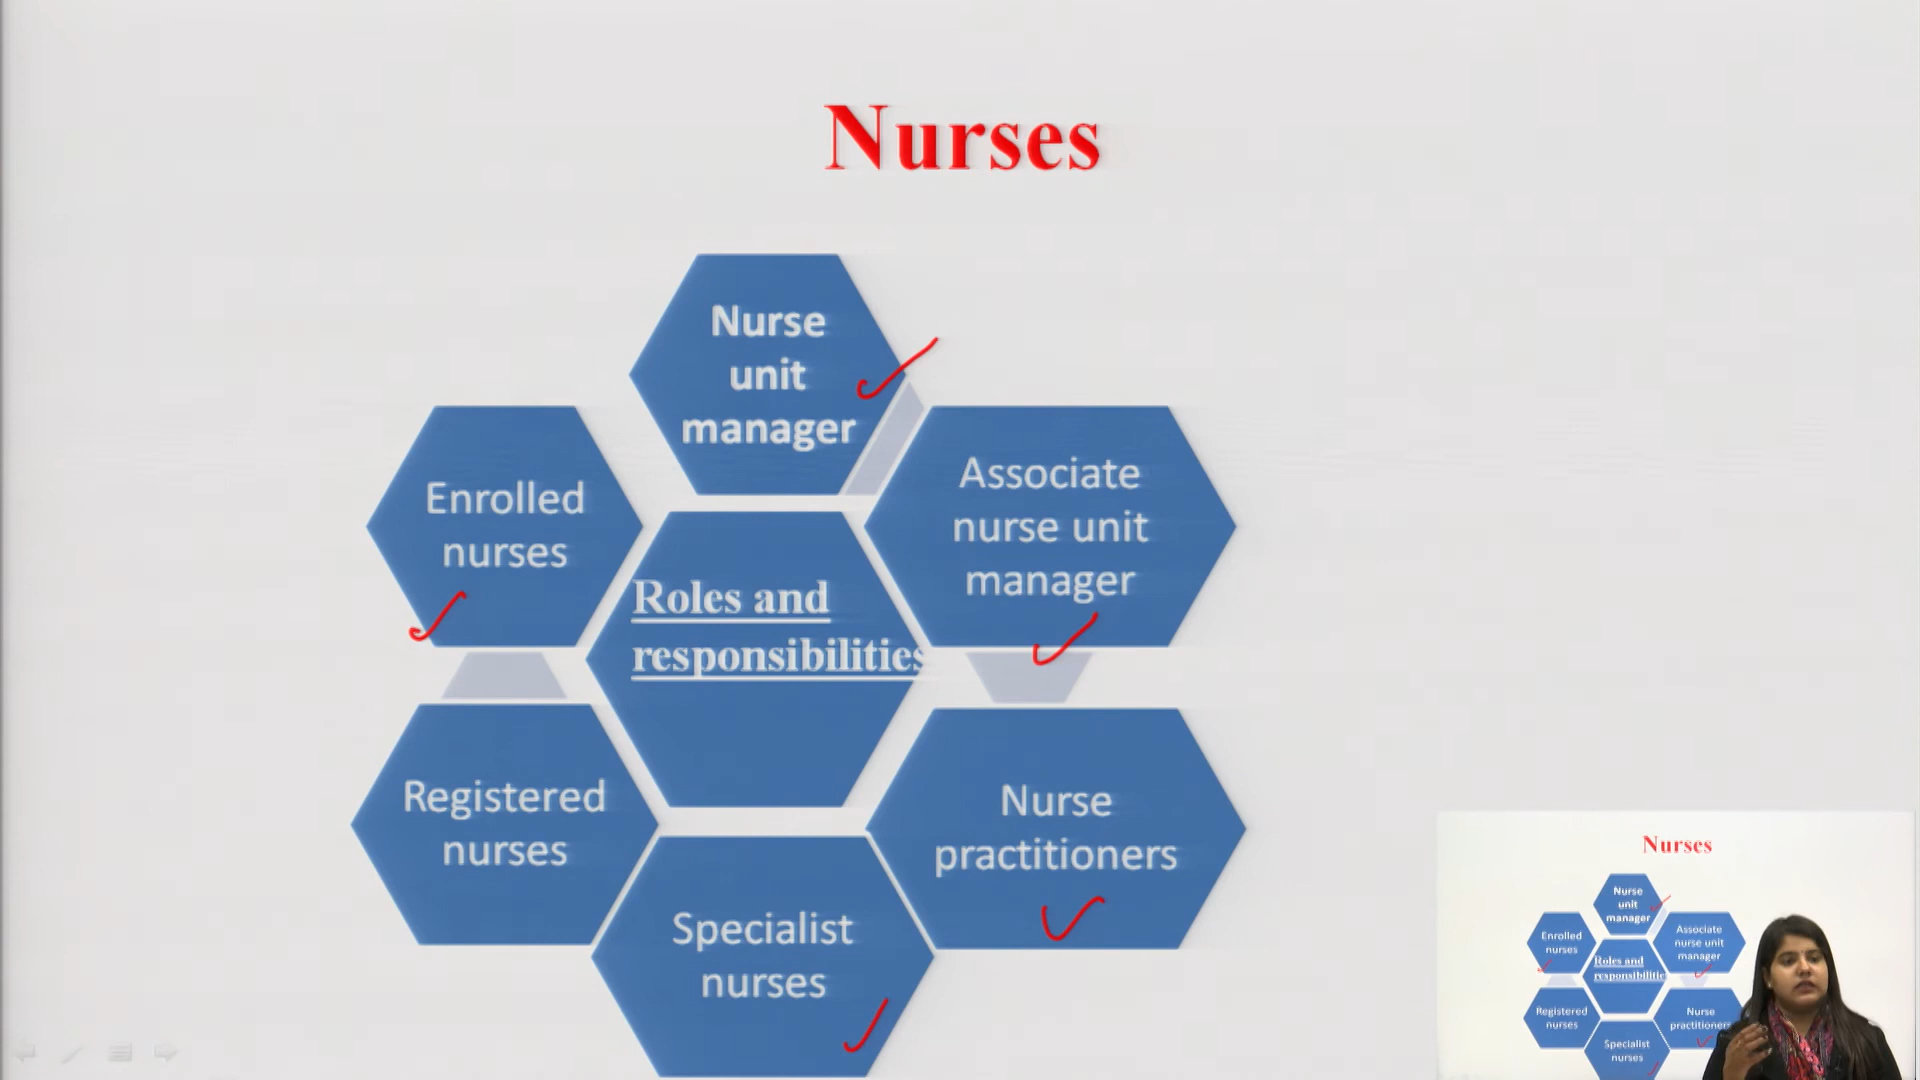 Nurses
Nurse
unit
manager
Associate
nurse unit
manager
Nurse
practitioners
Specialist
nurses
Registered
nurses
Enrolled
nurses
Roles and
responsibilities
Nurses
Nurse
unit
manager
Associate
nurse unit
manager
Nurse
practitioners
Specialist
nurses
Registered
nurses
Enrolled
nurses
Roles and
responsibilitie